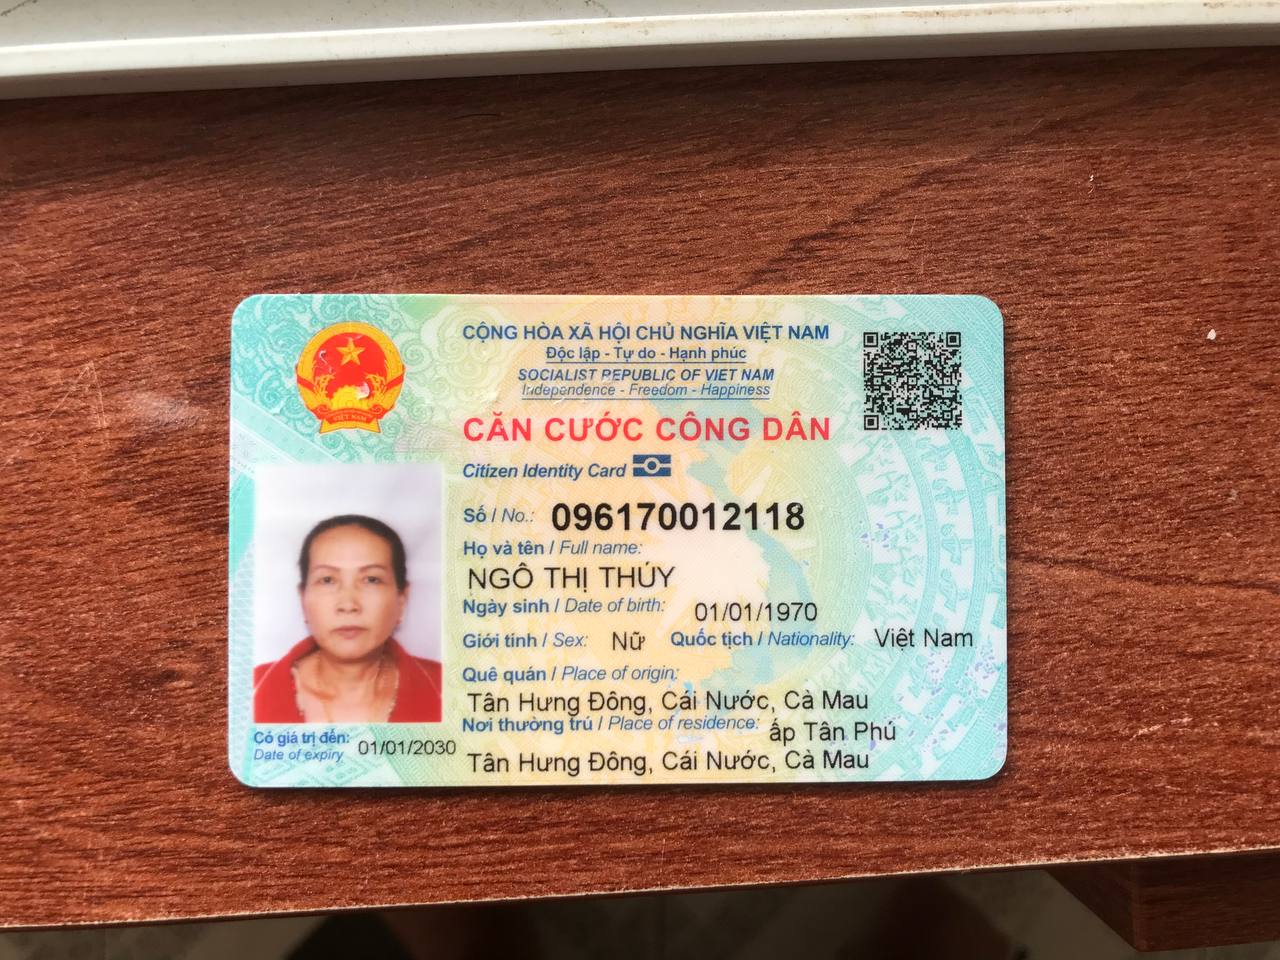 CỘNG HÒA XÃ HỘI CHỦ NGHĨA VIỆT NAM
Độc lập - Tự do - Hạnh phúc
SOCIALIST REPUBLIC OF VIET NAM
Independence - Freedom - Happiness
CĂN CƯỚC CÔNG DÂN
Citizen Identity Card
Số / No.: 096170012118
Họ và tên / Full name:
NGÔ THỊ THÚY
Ngày sinh / Date of birth: 01/01/1970
Giới tính / Sex: Nữ Quốc tịch / Nationality: Việt Nam
Quê quán / Place of origin:
Tân Hưng Đông, Cái Nước, Cà Mau
Nơi thường trú / Place of residence: ấp Tân Phú
Tân Hưng Đông, Cái Nước, Cà Mau
Có giá trị đến: 01/01/2030
Date of expiry
VIỆT NAM